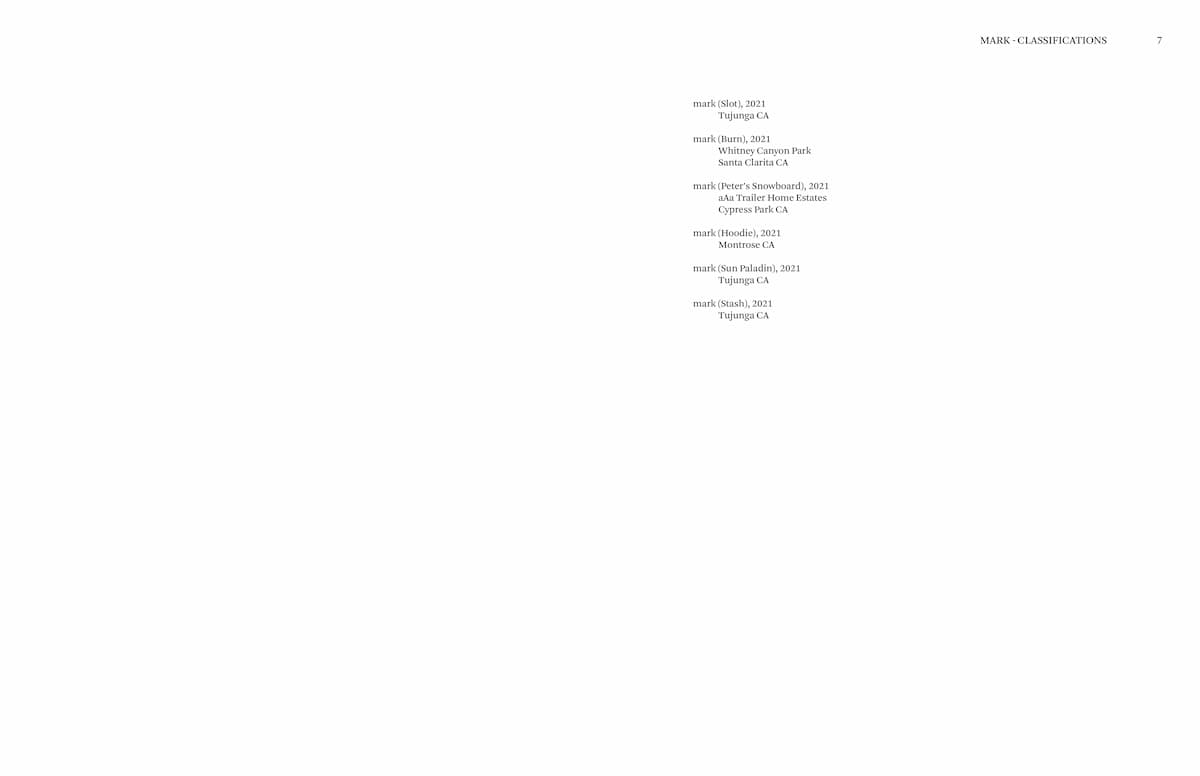 MARK - CLASSIFICATIONS 7
mark (Slot), 2021
Tujunga CA
mark (Burn), 2021
Whitney Canyon Park
Santa Clarita CA
mark (Peter's Snowboard), 2021
aAa Trailer Home Estates
Cypress Park CA
mark (Hoodie), 2021
Montrose CA
mark (Sun Paladin), 2021
Tujunga CA
mark (Stash), 2021
Tujunga CA